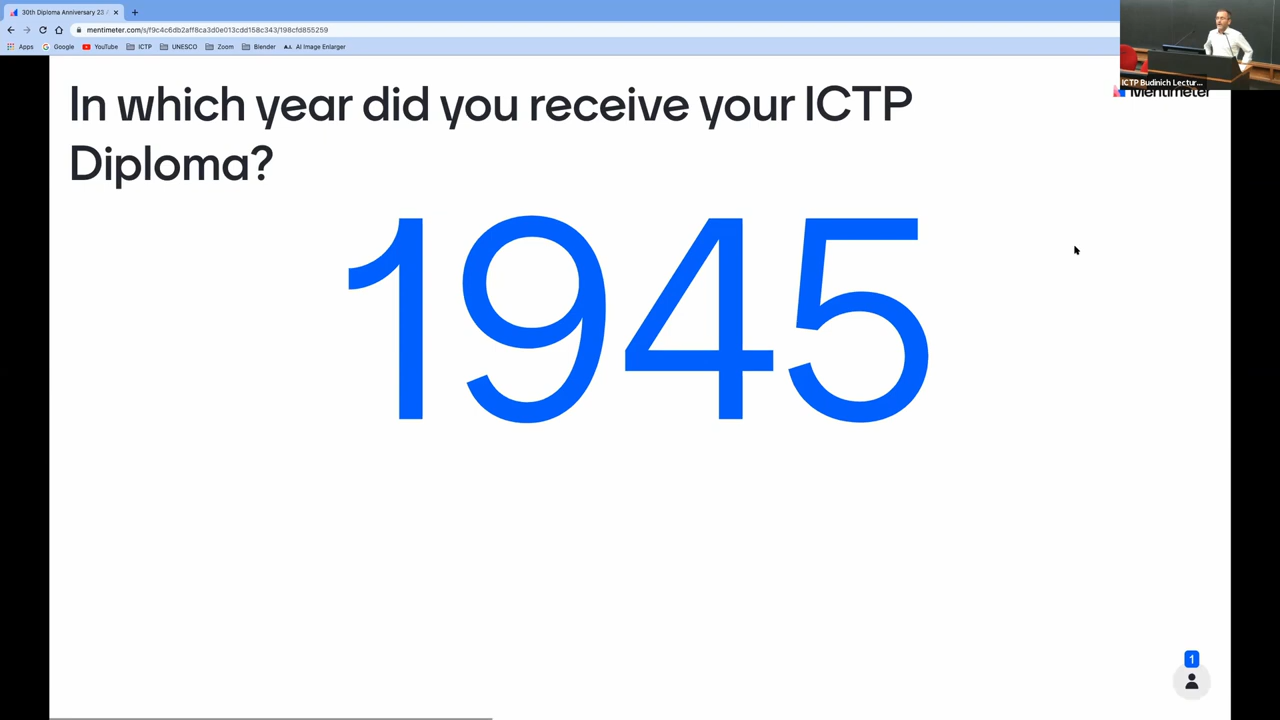 30th Diploma Anniversary 23
mentimeter.com/s/f9c4c6db2aff8ca3d0e013cdd158c343/198cfd855259
Apps Google YouTube ICTP UNESCO Zoom Blender AI Image Enlarger
ICTP Budinich Lectur...
Mentimeter
In which year did you receive your ICTP
Diploma?
1945
1